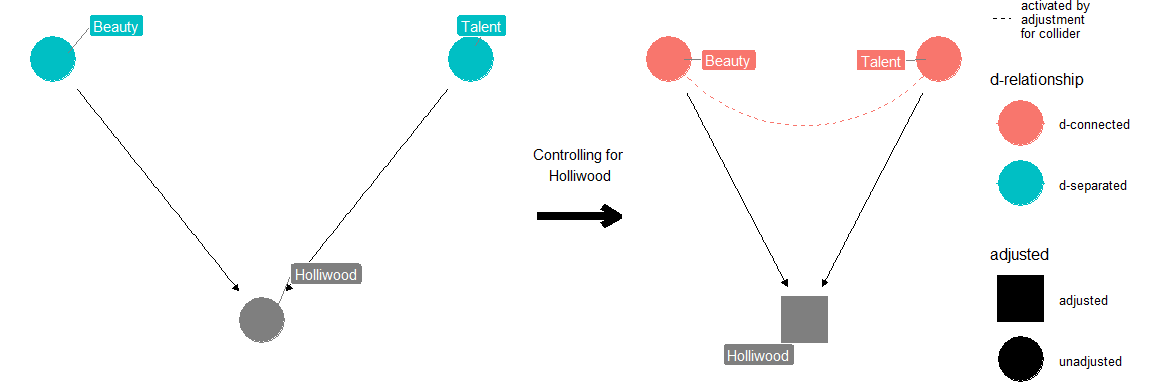 Beauty
Talent
Holliwood
Controlling for
Holliwood
Beauty
Talent
Holliwood
activated by
adjustment
for collider
d-relationship
d-connected
d-separated
adjusted
adjusted
unadjusted